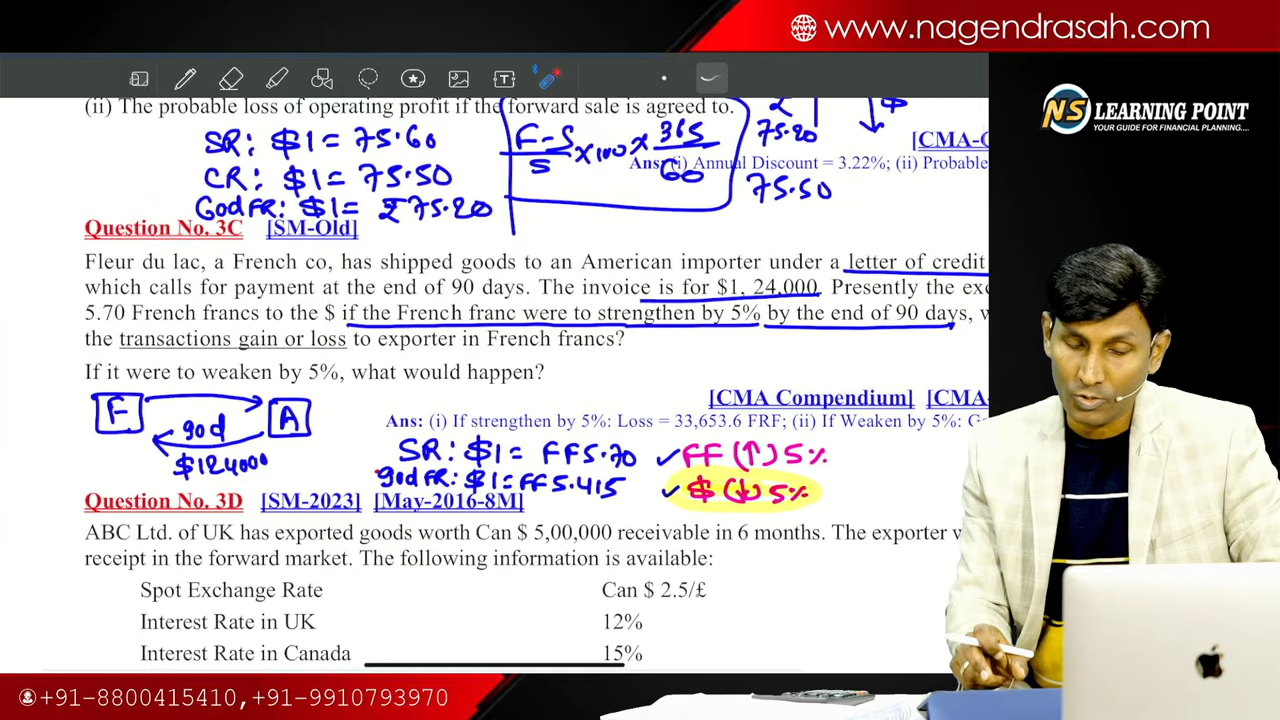 www.nagendrasah.com
NS LEARNING POINT
YOUR GUIDE FOR FINANCIAL PLANNING...
(ii) The probable loss of operating profit if the forward sale is agreed to.
SR: $1 = 75.60
CR: $1 = 75.50
90d FR: $1 = ₹75.20
F-S/S × 100 × 365/60
75.20
$
75.50
[CMA-
Ans: (i) Annual Discount = 3.22%; (ii) Probable
Question No. 3C [SM-Old]
Fleur du lac, a French co, has shipped goods to an American importer under a letter of credit
which calls for payment at the end of 90 days. The invoice is for $1, 24,000. Presently the exc
5.70 French francs to the $ if the French franc were to strengthen by 5% by the end of 90 days, w
the transactions gain or loss to exporter in French francs?
If it were to weaken by 5%, what would happen?
[CMA Compendium] [CMA-
Ans: (i) If strengthen by 5%: Loss = 33,653.6 FRF; (ii) If Weaken by 5%: G
F A
90d
$124000
SR: $1 = FF5.70
90d FR: $1 = FF5.415
✓FF (↑) 5%
✓$ (↓) 5%
Question No. 3D [SM-2023] [May-2016-8M]
ABC Ltd. of UK has exported goods worth Can $ 5,00,000 receivable in 6 months. The exporter w
receipt in the forward market. The following information is available:
Spot Exchange Rate Can $ 2.5/£
Interest Rate in UK 12%
Interest Rate in Canada 15%
+91-8800415410,+91-9910793970